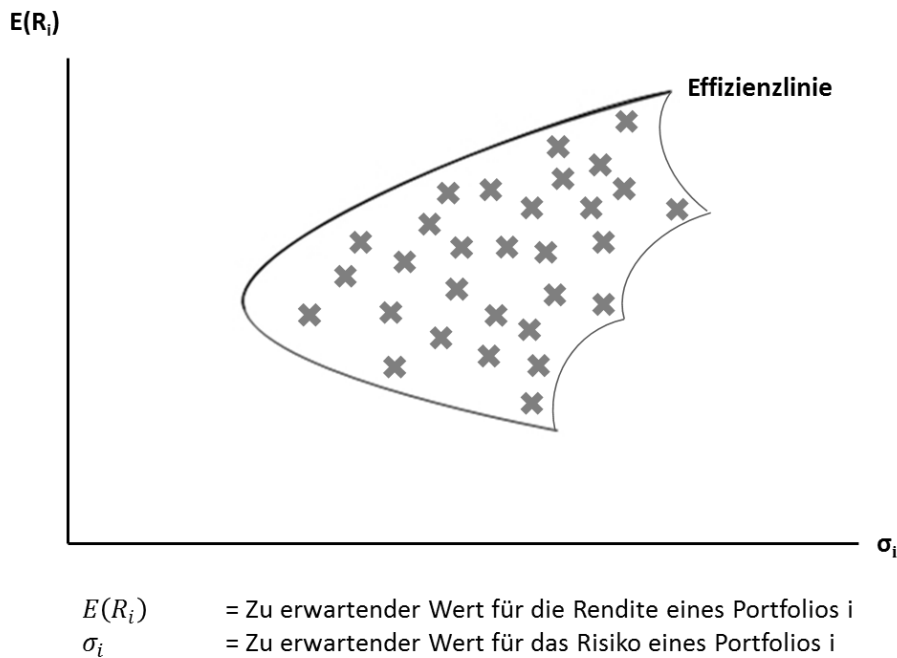 E(Rᵢ)
Effizienzlinie
σᵢ
E(Rᵢ) = Zu erwartender Wert für die Rendite eines Portfolios i
σᵢ = Zu erwartender Wert für das Risiko eines Portfolios i